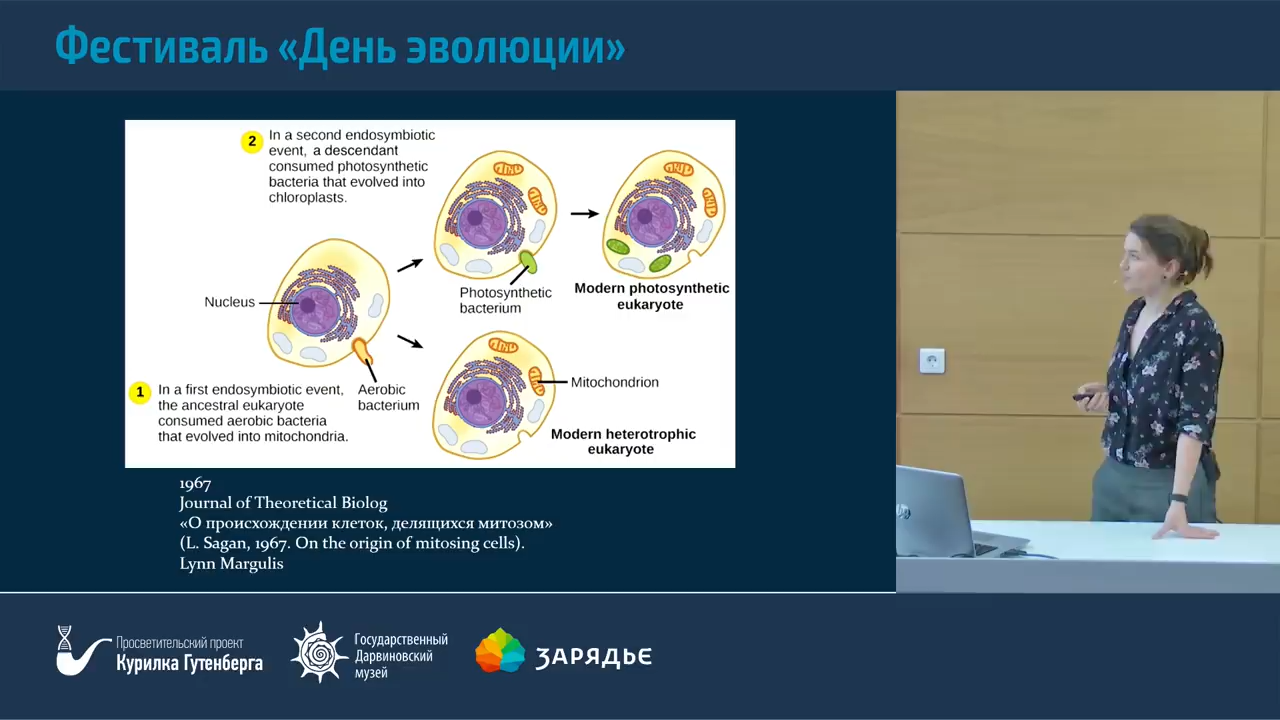 Фестиваль «День эволюции»
2
In a second endosymbiotic
event, a descendant
consumed photosynthetic
bacteria that evolved into
chloroplasts.
Nucleus
Photosynthetic
bacterium
Modern photosynthetic
eukaryote
1
In a first endosymbiotic event,
the ancestral eukaryote
consumed aerobic bacteria
that evolved into mitochondria.
Aerobic
bacterium
Mitochondrion
Modern heterotrophic
eukaryote
1967
Journal of Theoretical Biolog
«О происхождении клеток, делящихся митозом»
(L. Sagan, 1967. On the origin of mitosing cells).
Lynn Margulis
Просветительский проект
Курилка Гутенберга
Государственный
Дарвиновский
музей
ЗАРЯДЬЕ